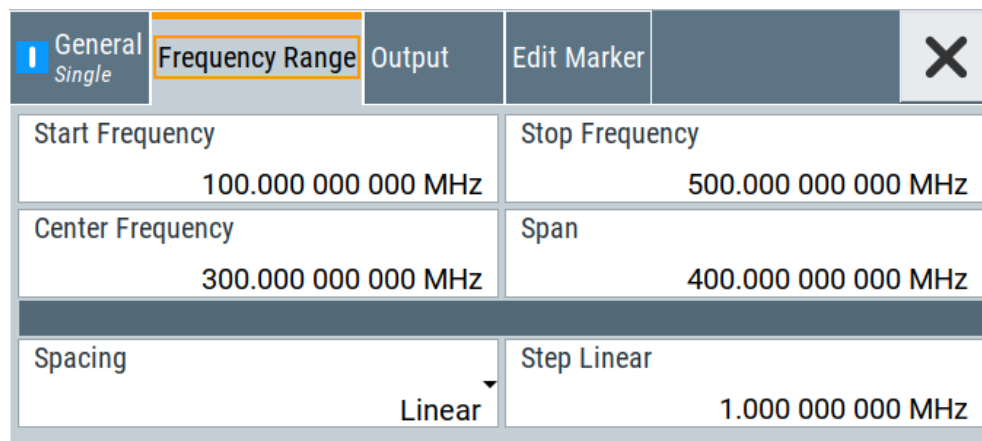 General
Single
Frequency Range
Output
Edit Marker
Start Frequency
100.000 000 000 MHz
Stop Frequency
500.000 000 000 MHz
Center Frequency
300.000 000 000 MHz
Span
400.000 000 000 MHz
Spacing
Linear
Step Linear
1.000 000 000 MHz